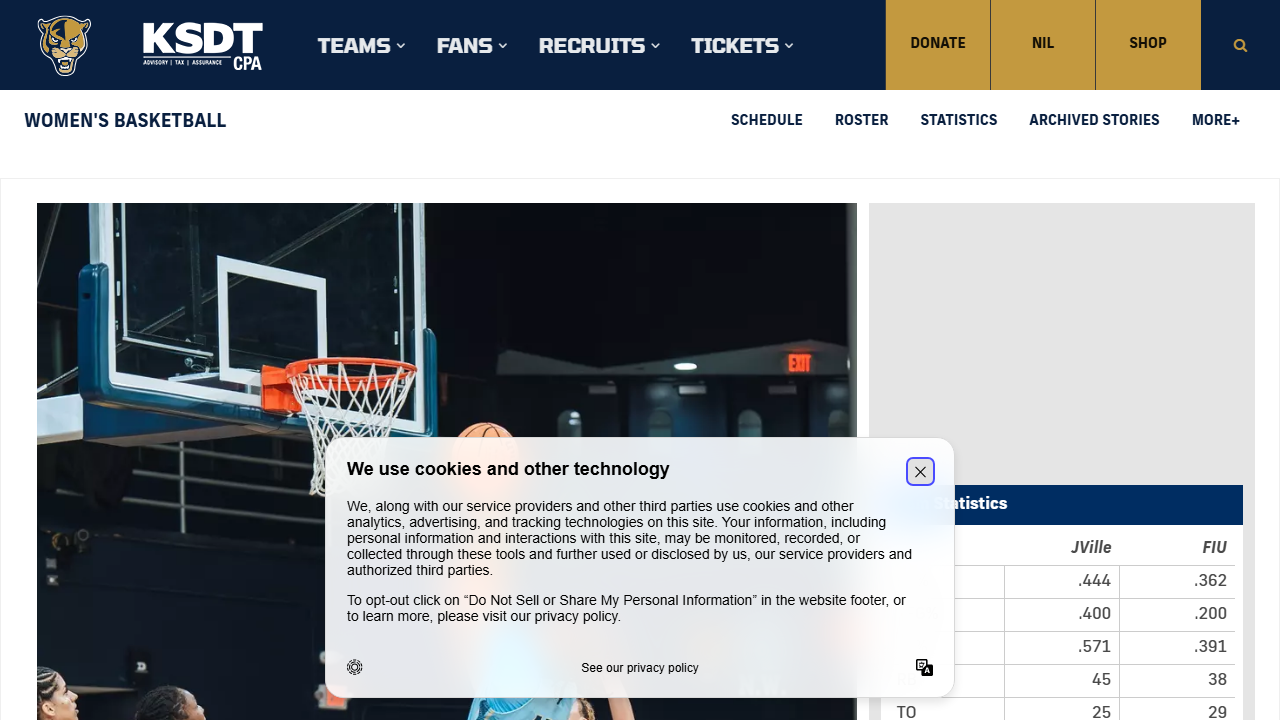 KSDT
ADVISORY | TAX | ASSURANCE
CPA
TEAMS
FANS
RECRUITS
TICKETS
DONATE
NIL
SHOP
WOMEN'S BASKETBALL
SCHEDULE
ROSTER
STATISTICS
ARCHIVED STORIES
MORE+
EXIT
We use cookies and other technology
We, along with our service providers and other third parties use cookies and other
analytics, advertising, and tracking technologies on this site. Your information, including
personal information and interactions with this site, may be monitored, recorded, or
collected through these tools and further used or disclosed by us, our service providers and
authorized third parties.
To opt-out click on “Do Not Sell or Share My Personal Information” in the website footer, or
to learn more, please visit our privacy policy.
See our privacy policy
Statistics
JVille FIU
.444 .362
.400 .200
.571 .391
45 38
TO 25 29